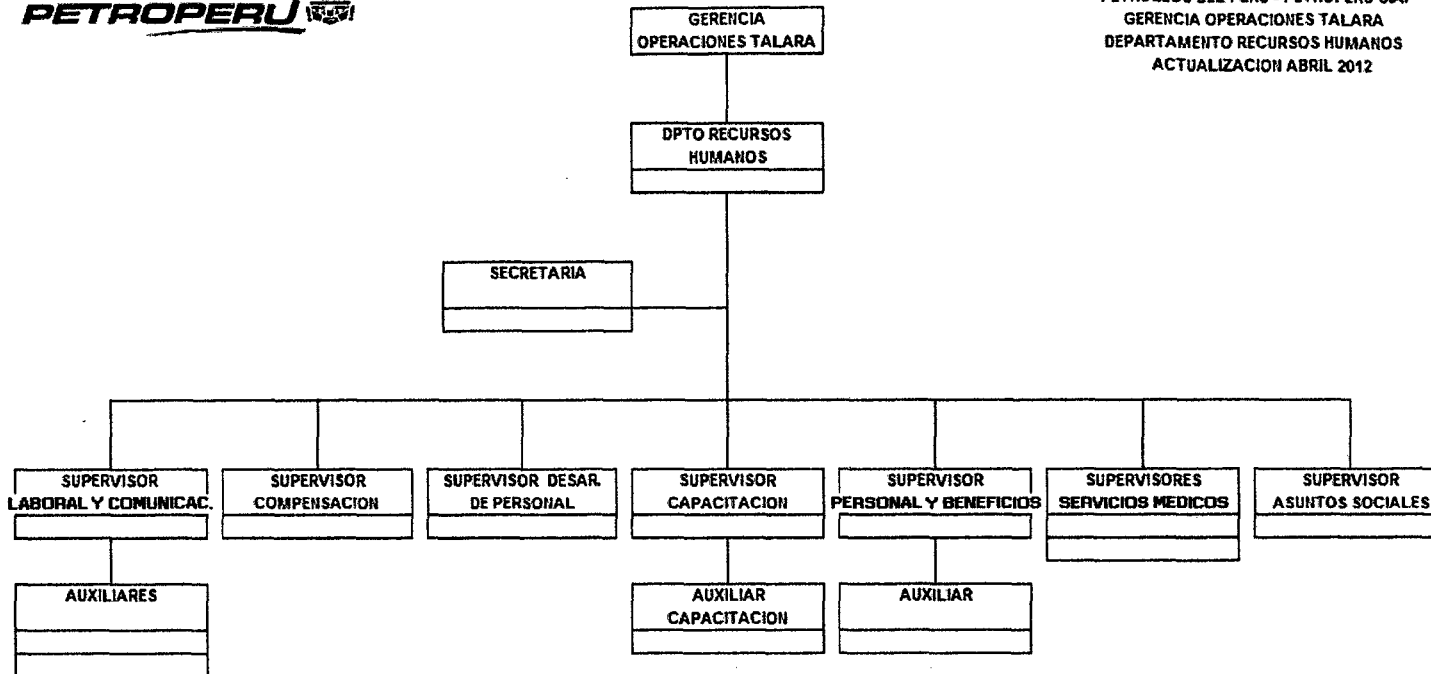 PETROPERU
GERENCIA OPERACIONES TALARA
DEPARTAMENTO RECURSOS HUMANOS
ACTUALIZACION ABRIL 2012
GERENCIA
OPERACIONES TALARA
DPTO RECURSOS
HUMANOS
SECRETARIA
SUPERVISOR
LABORAL Y COMUNICAC.
SUPERVISOR
COMPENSACION
SUPERVISOR DESAR.
DE PERSONAL
SUPERVISOR
CAPACITACION
SUPERVISOR
PERSONAL Y BENEFICIOS
SUPERVISORES
SERVICIOS MEDICOS
SUPERVISOR
ASUNTOS SOCIALES
AUXILIARES
AUXILIAR
CAPACITACION
AUXILIAR